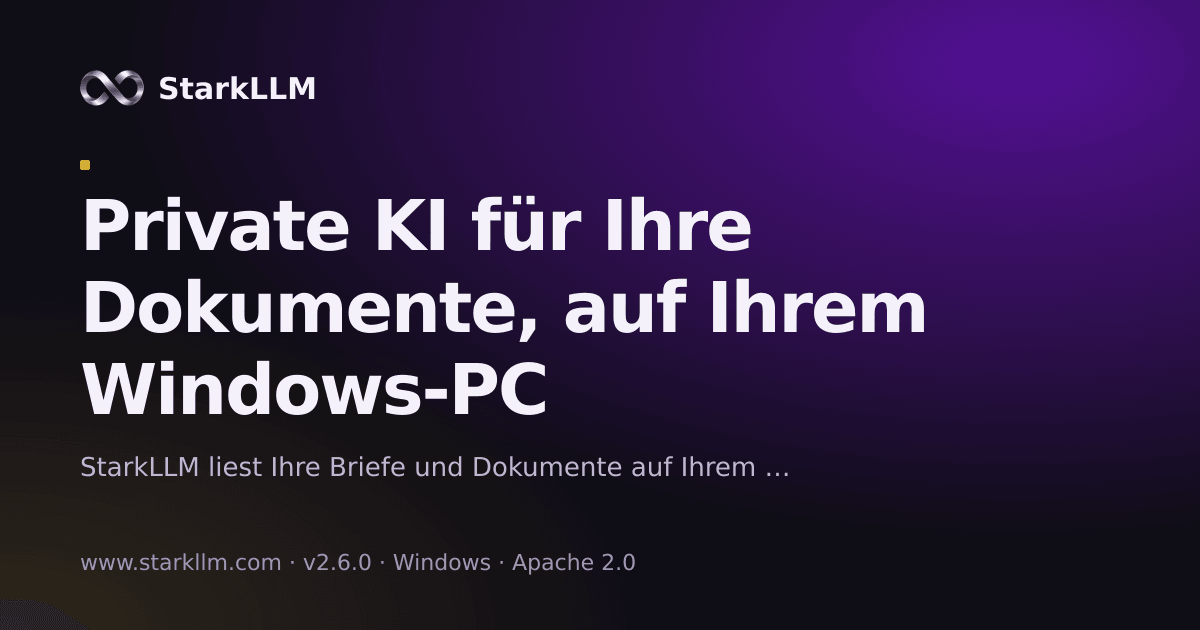 StarkLLM
Private KI für Ihre
Dokumente, auf Ihrem
Windows-PC
StarkLLM liest Ihre Briefe und Dokumente auf Ihrem …
www.starkllm.com · v2.6.0 · Windows · Apache 2.0